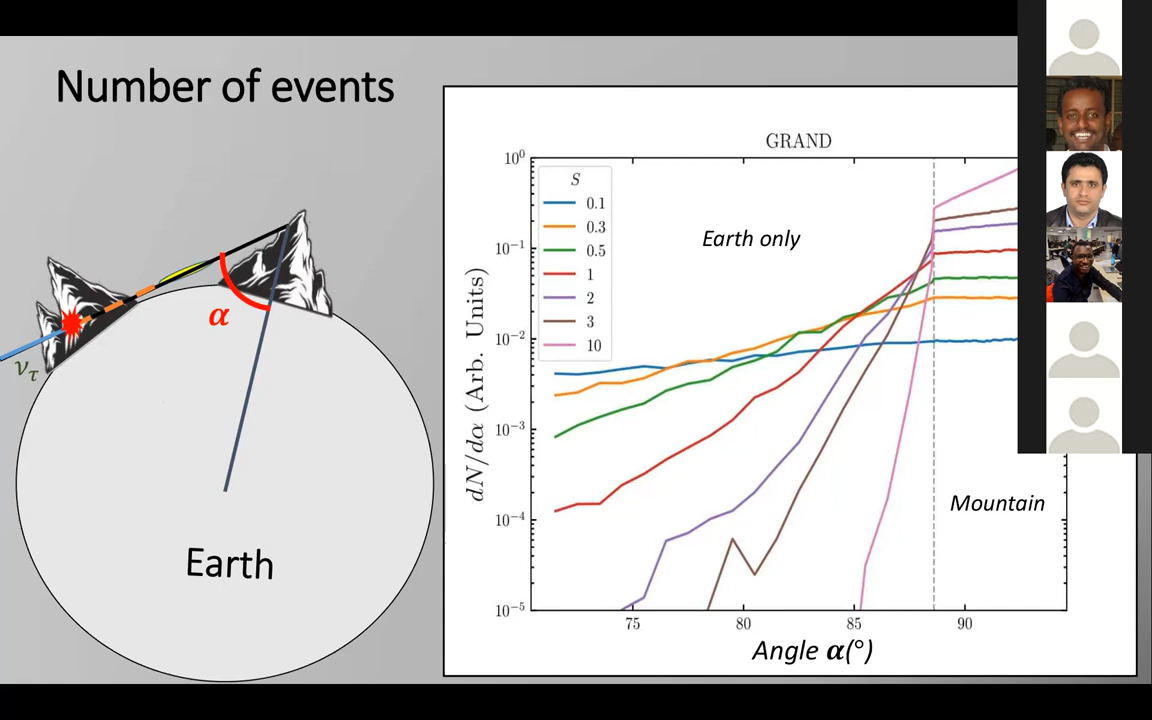 Number of events
α
ν_τ
Earth
GRAND
S
0.1
0.3
0.5
1
2
3
10
Earth only
Mountain
10^0
10^-1
10^-2
10^-3
10^-4
10^-5
dN/dα (Arb. Units)
75 80 85 90
Angle α(°)